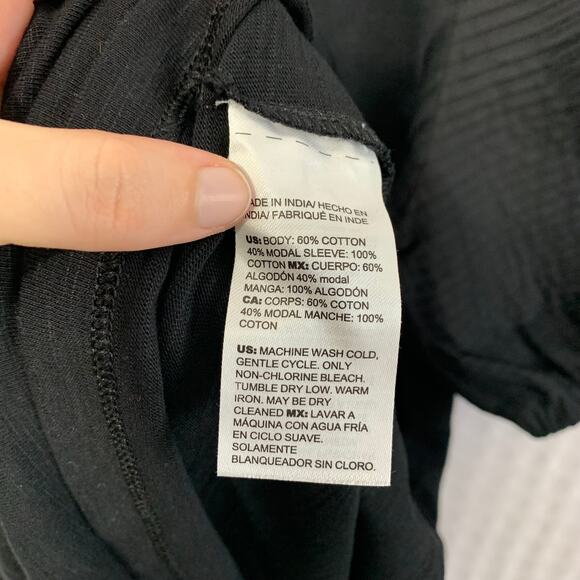 ADE IN INDIA/ HECHO EN
NDIA/ FABRIQUÉ EN INDE
US: BODY: 60% COTTON
40% MODAL SLEEVE: 100%
COTTON MX: CUERPO: 60%
ALGODÓN 40% modal
MANGA: 100% ALGODÓN
CA: CORPS: 60% COTON
40% MODAL MANCHE: 100%
COTON
US: MACHINE WASH COLD,
GENTLE CYCLE. ONLY
NON-CHLORINE BLEACH.
TUMBLE DRY LOW. WARM
IRON. MAY BE DRY
CLEANED MX: LAVAR A
MÁQUINA CON AGUA FRÍA
EN CICLO SUAVE.
SOLAMENTE
BLANQUEADOR SIN CLORO.